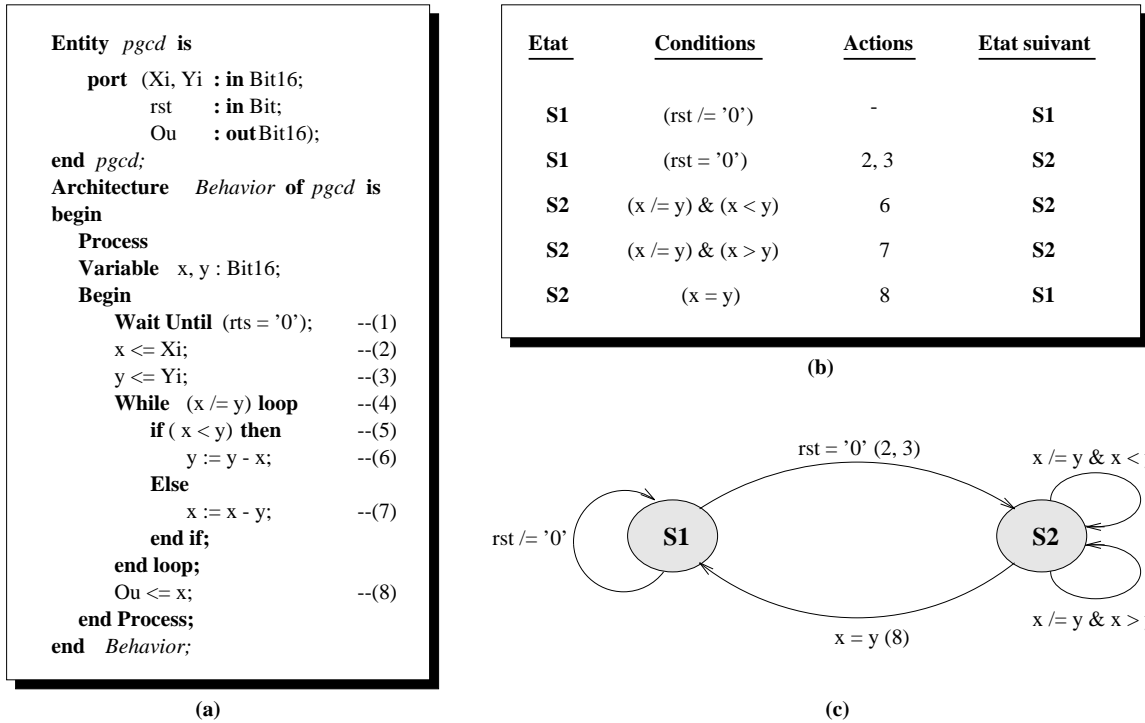 Entity pgcd is
port (Xi, Yi : in Bit16;
rst : in Bit;
Ou : out Bit16);
end pgcd;
Architecture Behavior of pgcd is
begin
Process
Variable x, y : Bit16;
Begin
Wait Until (rts = '0'); --(1)
x <= Xi; --(2)
y <= Yi; --(3)
While (x /= y) loop --(4)
if ( x < y) then --(5)
y := y - x; --(6)
Else
x := x - y; --(7)
end if;
end loop;
Ou <= x; --(8)
end Process;
end Behavior;
(a)
Etat Conditions Actions Etat suivant
S1 (rst /= '0') - S1
S1 (rst = '0') 2, 3 S2
S2 (x /= y) & (x < y) 6 S2
S2 (x /= y) & (x > y) 7 S2
S2 (x = y) 8 S1
(b)
rst = '0' (2, 3)
x /= y & x <
rst /= '0'
S1
S2
x /= y & x >
x = y (8)
(c)